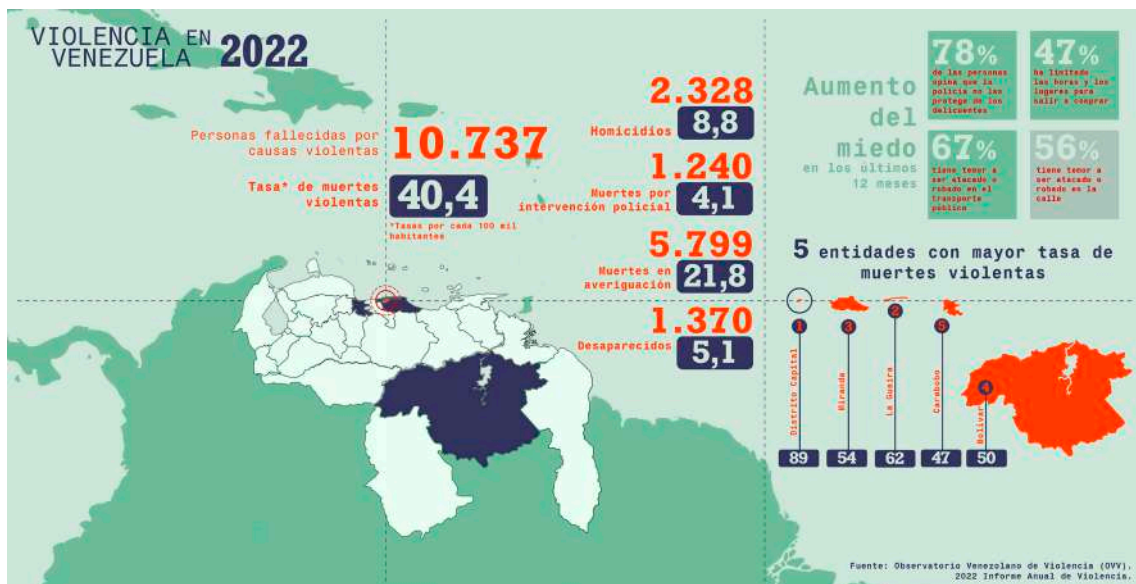 VIOLENCIA EN
VENEZUELA 2022
Personas fallecidas por
causas violentas
10.737
Tasa* de muertes
violentas
40,4
*Tasas por cada 100 mil
habitantes
2.328
Homicidios
8,8
1.240
Muertes por
intervención policial
4,1
5.799
Muertes en
averiguación
21,8
1.370
Desaparecidos
5,1
Aumento
del
miedo
en los últimos
12 meses
78%
de las personas
opina que la
policía no las
protege de los
delicuentes
47%
ha limitado
las horas y los
lugares para
salir a comprar
67%
tiene temor a
ser atacado o
robado en el
transporte
público
56%
tiene temor a
ser atacado o
robado en la
calle
5 entidades con mayor tasa de
muertes violentas
1
Distrito Capital
89
3
Miranda
54
2
La Guaira
62
5
Carabobo
47
4
Bolívar
50
Fuente: Observatorio Venezolano de Violencia (OVV).
2022 Informe Anual de Violencia.